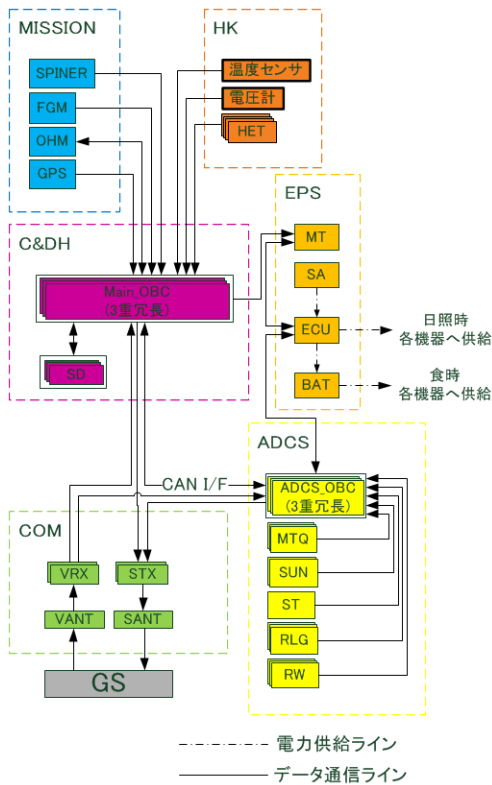 MISSION
SPINER
FGM
OHM
GPS
HK
温度センサ
電圧計
HET
EPS
MT
SA
ECU
BAT
日照時
各機器へ供給
食時
各機器へ供給
C&DH
Main_OBC
(3重冗長)
SD
CAN I/F
COM
VRX
STX
VANT
SANT
GS
ADCS
ADCS_OBC
(3重冗長)
MTQ
SUN
ST
RLG
RW
電力供給ライン
データ通信ライン